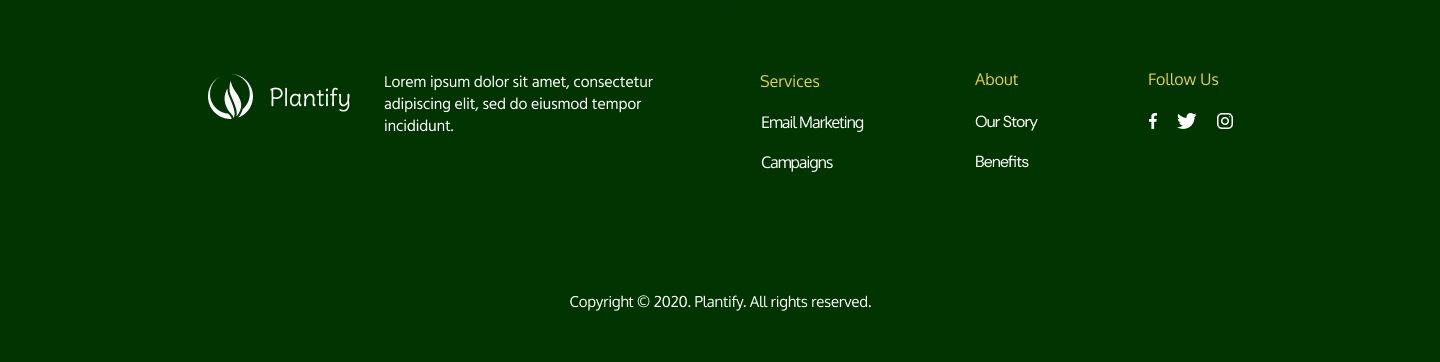 Plantify
Lorem ipsum dolor sit amet, consectetur
adipiscing elit, sed do eiusmod tempor
incididunt.
Services
Email Marketing
Campaigns
About
Our Story
Benefits
Follow Us
Copyright © 2020. Plantify. All rights reserved.